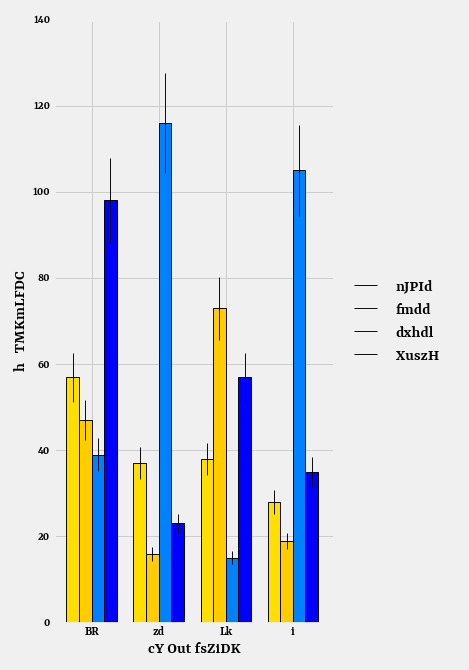 140
120
100
80
60
40
20
0
h   TMKmLFDC
BR zd Lk i
cY Out fsZiDK
nJPId
fmdd
dxhdl
XuszH